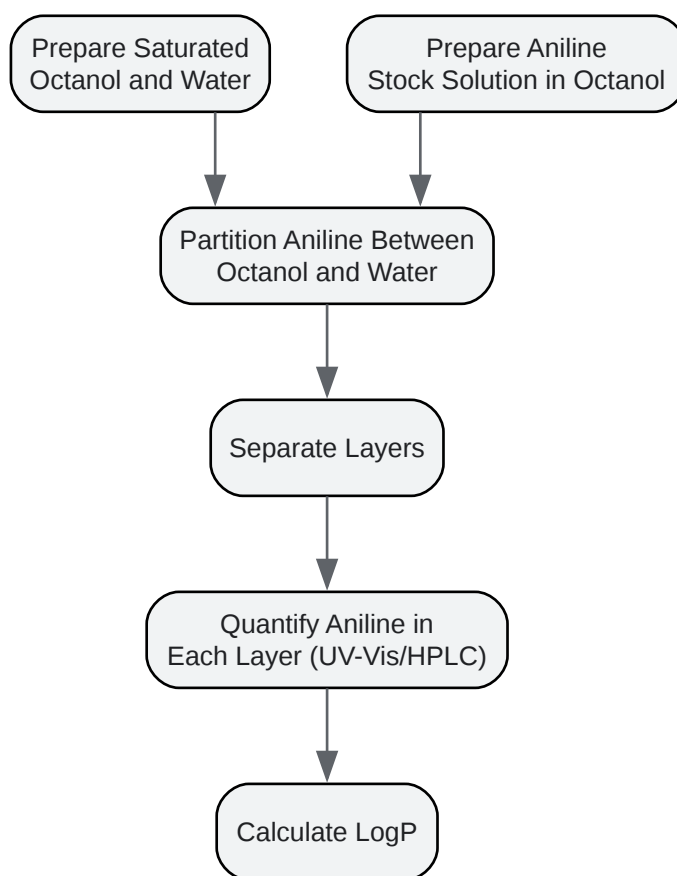 Prepare Saturated
Octanol and Water
Prepare Aniline
Stock Solution in Octanol
Partition Aniline Between
Octanol and Water
Separate Layers
Quantify Aniline in
Each Layer (UV-Vis/HPLC)
Calculate LogP